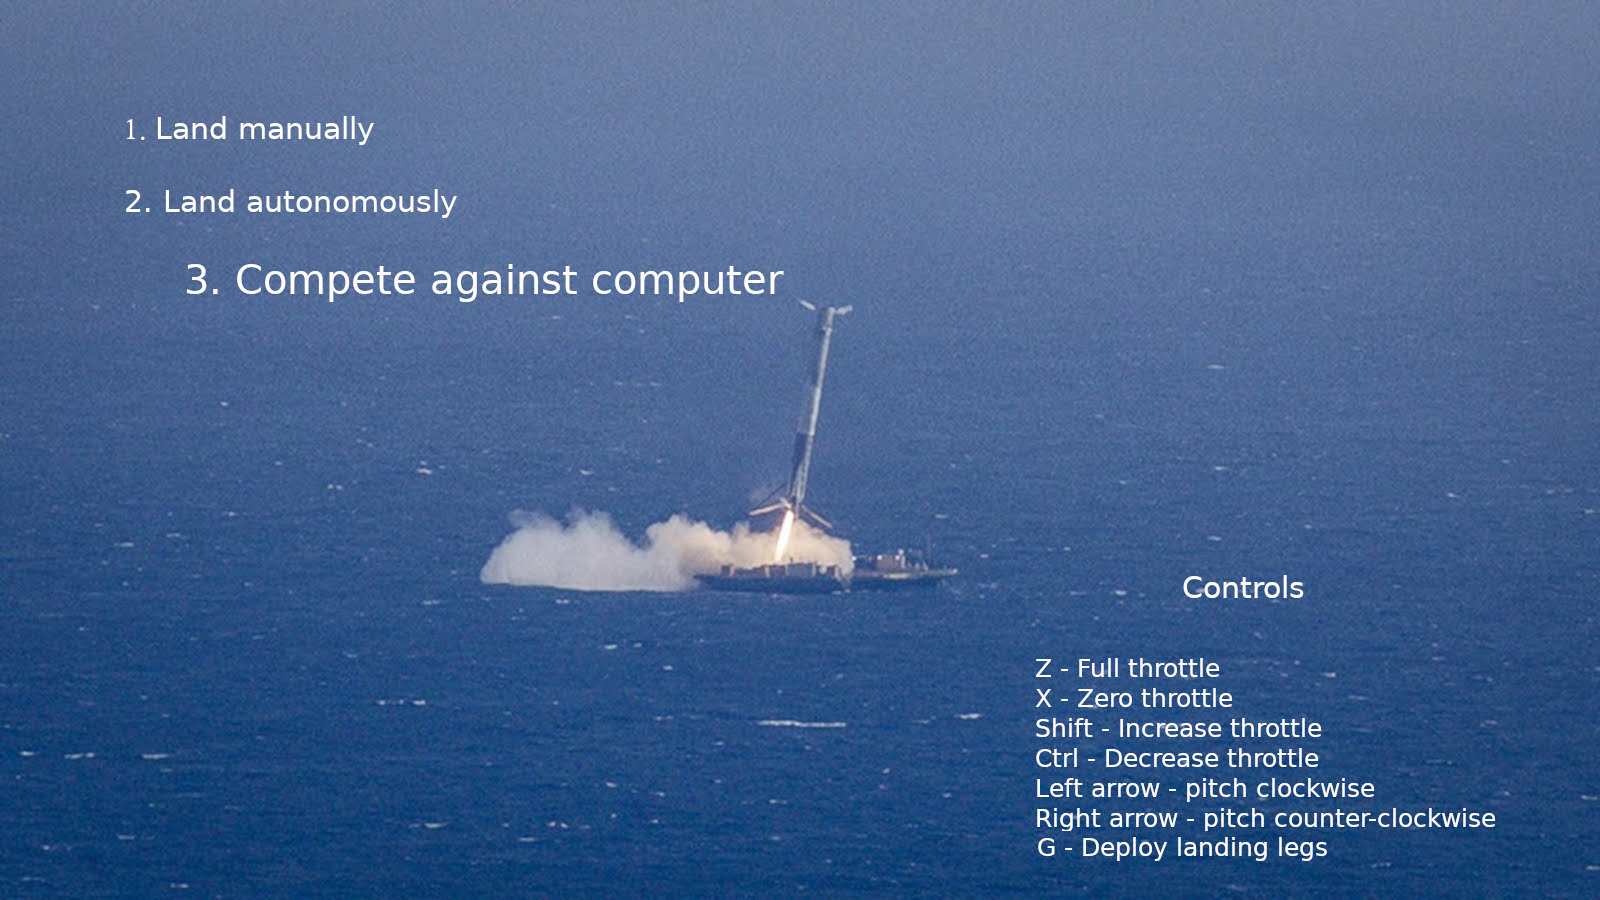 1. Land manually
2. Land autonomously
3. Compete against computer
Controls
Z - Full throttle
X - Zero throttle
Shift - Increase throttle
Ctrl - Decrease throttle
Left arrow - pitch clockwise
Right arrow - pitch counter-clockwise
G - Deploy landing legs